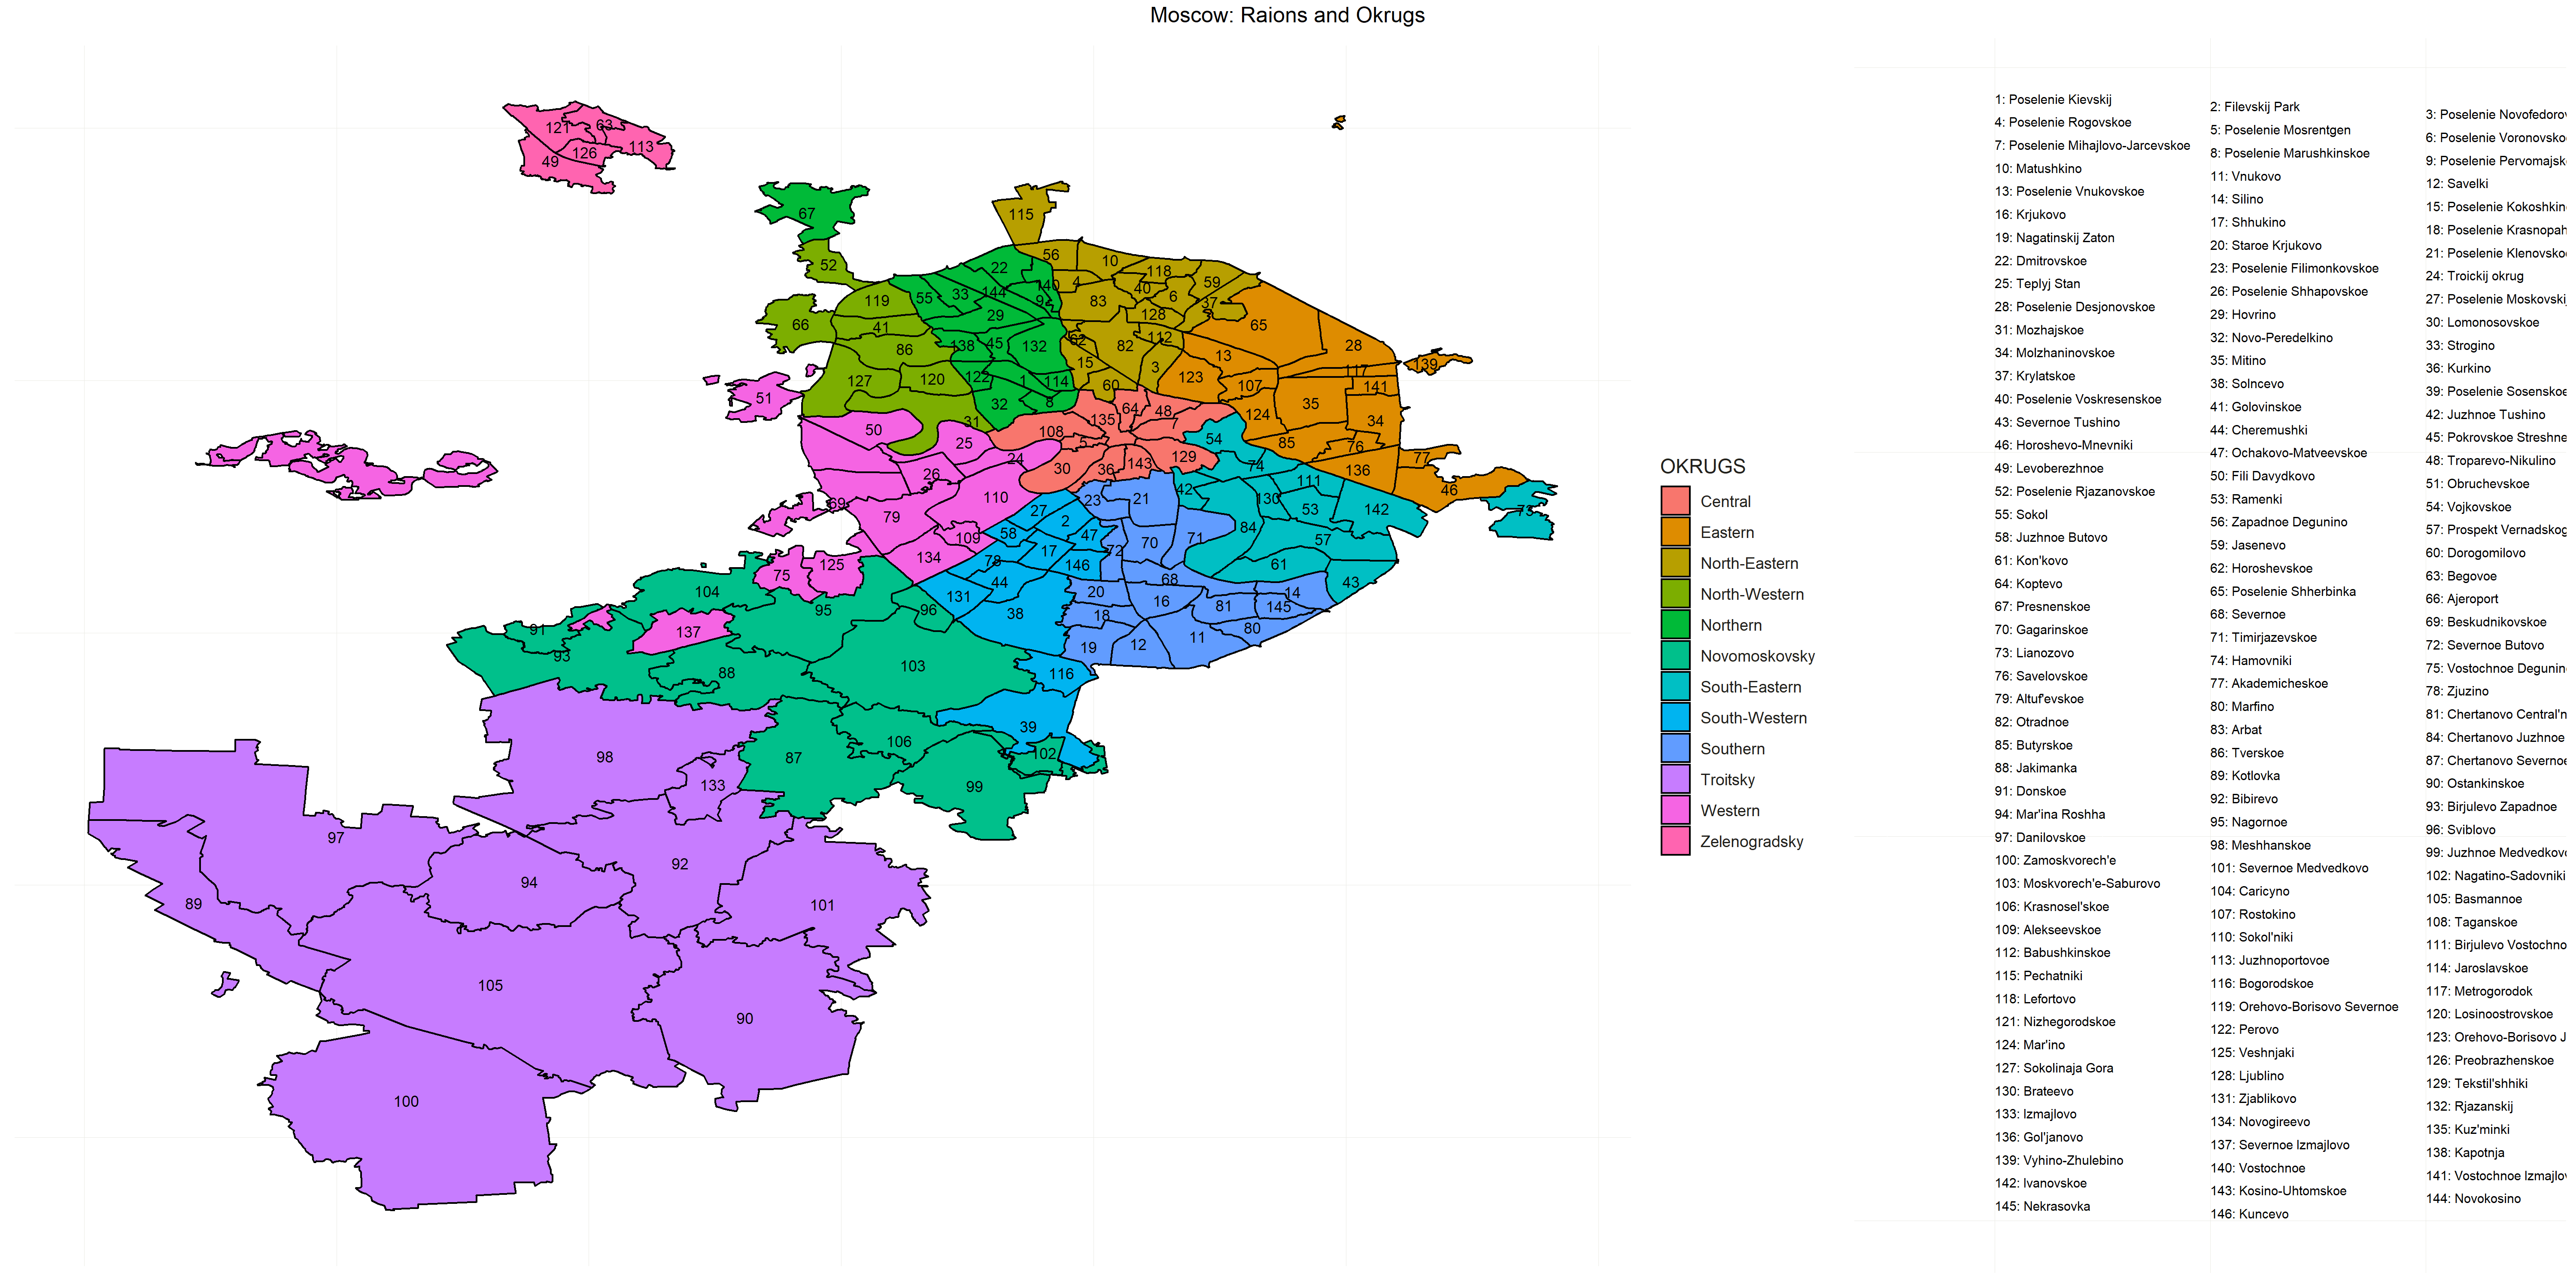 Moscow: Raions and Okrugs
121
63
126
113
49
67
115
52
56
10
118
59
22
140
4
40
6
37
119
55
33
144
9
83
128
66
41
29
65
62
112
82
28
86
138
45
132
15
3
13
139
117
127
120
122
1
114
60
123
107
141
51
32
8
64
48
124
35
34
50
31
108
135
7
54
85
76
25
5
24
30
36
143
129
74
136
77
26
46
110
69
79
27
23
21
42
130
111
53
142
73
58
2
47
84
57
109
134
17
70
71
72
78
146
61
75
125
44
68
43
104
131
20
16
14
95
96
38
18
81
145
91
137
80
93
19
12
11
103
88
116
39
106
102
98
87
133
99
97
92
94
89
101
105
90
100
OKRUGS
Central
Eastern
North-Eastern
North-Western
Northern
Novomoskovsky
South-Eastern
South-Western
Southern
Troitsky
Western
Zelenogradsky
1: Poselenie Kievskij
2: Filevskij Park
3: Poselenie Novofedorov
4: Poselenie Rogovskoe
5: Poselenie Mosrentgen
6: Poselenie Voronovsko
7: Poselenie Mihajlovo-Jarcevskoe
8: Poselenie Marushkinskoe
9: Poselenie Pervomajsk
10: Matushkino
11: Vnukovo
12: Savelki
13: Poselenie Vnukovskoe
14: Silino
15: Poselenie Kokoshkin
16: Krjukovo
17: Shhukino
18: Poselenie Krasnopah
19: Nagatinskij Zaton
20: Staroe Krjukovo
21: Poselenie Klenovsko
22: Dmitrovskoe
23: Poselenie Filimonkovskoe
24: Troickij okrug
25: Teplyj Stan
26: Poselenie Shhapovskoe
27: Poselenie Moskovskij
28: Poselenie Desjonovskoe
29: Hovrino
30: Lomonosovskoe
31: Mozhajskoe
32: Novo-Peredelkino
33: Strogino
34: Molzhaninovskoe
35: Mitino
36: Kurkino
37: Krylatskoe
38: Solncevo
39: Poselenie Sosenskoe
40: Poselenie Voskresenskoe
41: Golovinskoe
42: Juzhnoe Tushino
43: Severnoe Tushino
44: Cheremushki
45: Pokrovskoe Streshne
46: Horoshevo-Mnevniki
47: Ochakovo-Matveevskoe
48: Troparevo-Nikulino
49: Levoberezhnoe
50: Fili Davydkovo
51: Obruchevskoe
52: Poselenie Rjazanovskoe
53: Ramenki
54: Vojkovskoe
55: Sokol
56: Zapadnoe Degunino
57: Prospekt Vernadskog
58: Juzhnoe Butovo
59: Jasenevo
60: Dorogomilovo
61: Kon'kovo
62: Horoshevskoe
63: Begovoe
64: Koptevo
65: Poselenie Shherbinka
66: Ajeroport
67: Presnenskoe
68: Severnoe
69: Beskudnikovskoe
70: Gagarinskoe
71: Timirjazevskoe
72: Severnoe Butovo
73: Lianozovo
74: Hamovniki
75: Vostochnoe Degunin
76: Savelovskoe
77: Akademicheskoe
78: Zjuzino
79: Altuf'evskoe
80: Marfino
81: Chertanovo Central'n
82: Otradnoe
83: Arbat
84: Chertanovo Juzhnoe
85: Butyrskoe
86: Tverskoe
87: Chertanovo Severnoe
88: Jakimanka
89: Kotlovka
90: Ostankinskoe
91: Donskoe
92: Bibirevo
93: Birjulevo Zapadnoe
94: Mar'ina Roshha
95: Nagornoe
96: Sviblovo
97: Danilovskoe
98: Meshhanskoe
99: Juzhnoe Medvedkovo
100: Zamoskvorech'e
101: Severnoe Medvedkovo
102: Nagatino-Sadovniki
103: Moskvorech'e-Saburovo
104: Caricyno
105: Basmannoe
106: Krasnosel'skoe
107: Rostokino
108: Taganskoe
109: Alekseevskoe
110: Sokol'niki
111: Birjulevo Vostochno
112: Babushkinskoe
113: Juzhnoportovoe
114: Jaroslavskoe
115: Pechatniki
116: Bogorodskoe
117: Metrogorodok
118: Lefortovo
119: Orehovo-Borisovo Severnoe
120: Losinoostrovskoe
121: Nizhegorodskoe
122: Perovo
123: Orehovo-Borisovo J
124: Mar'ino
125: Veshnjaki
126: Preobrazhenskoe
127: Sokolinaja Gora
128: Ljublino
129: Tekstil'shhiki
130: Brateevo
131: Zjablikovo
132: Rjazanskij
133: Izmajlovo
134: Novogireevo
135: Kuz'minki
136: Gol'janovo
137: Severnoe Izmajlovo
138: Kapotnja
139: Vyhino-Zhulebino
140: Vostochnoe
141: Vostochnoe Izmajlov
142: Ivanovskoe
143: Kosino-Uhtomskoe
144: Novokosino
145: Nekrasovka
146: Kuncevo